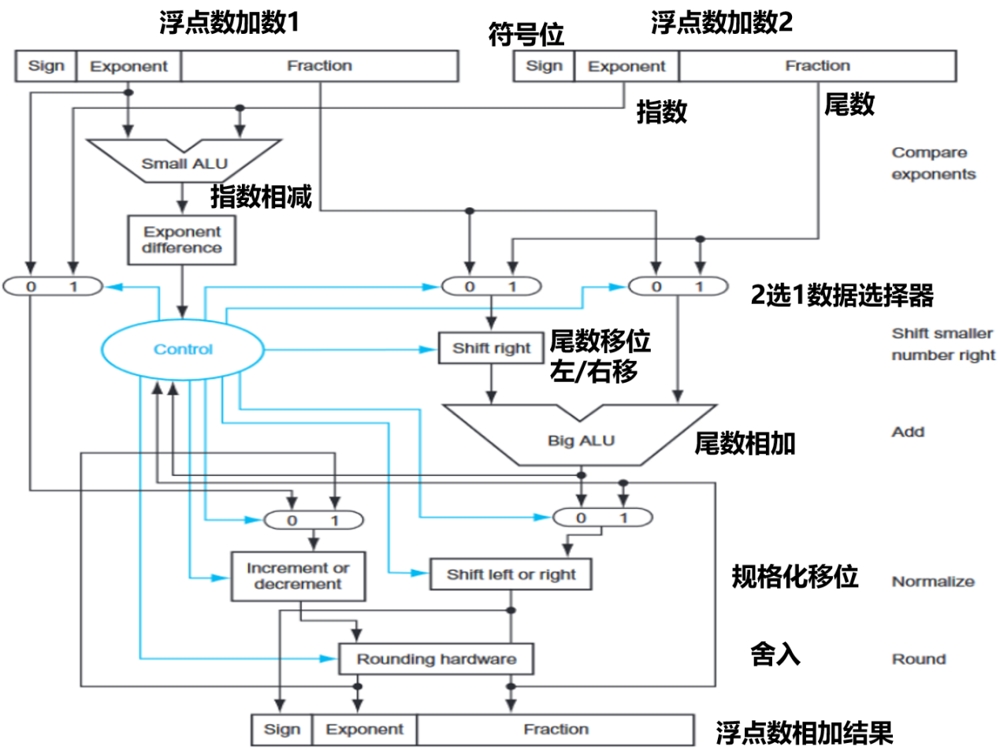 浮点数加数1
符号位
浮点数加数2
Sign
Exponent
Fraction
Sign
Exponent
Fraction
指数
尾数
Small ALU
Compare
exponents
指数相减
Exponent
difference
0 1
0 1
0 1
2选1数据选择器
Control
Shift right
尾数移位
左/右移
Shift smaller
number right
Big ALU
尾数相加
Add
0 1
0 1
Increment or
decrement
Shift left or right
规格化移位
Normalize
Rounding hardware
舍入
Round
Sign
Exponent
Fraction
浮点数相加结果